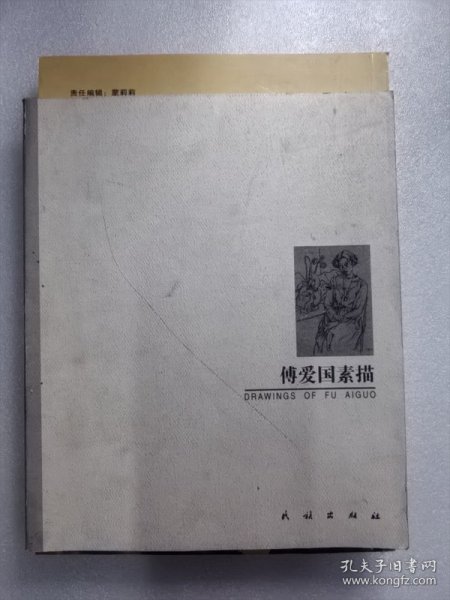 责任编辑：蒙莉莉
傅爱国素描
DRAWINGS OF FU AIGUO
民族出版社
孔夫子旧书网
www.kongfz.com